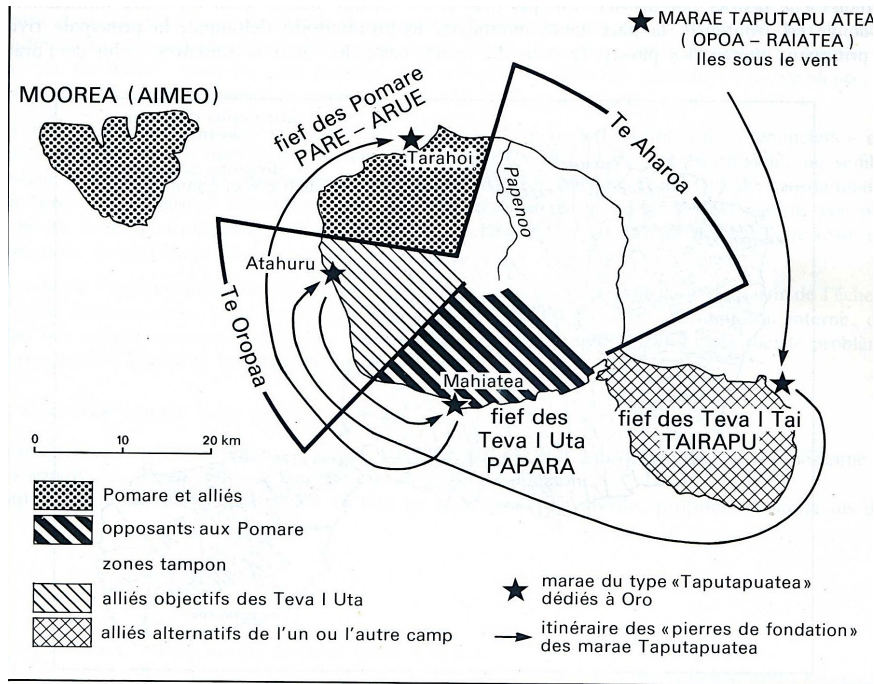 MARAE TAPUTAPU ATEA
( OPOA – RAIATEA )
Iles sous le vent
MOOREA (AIMEO)
fief des Pomare
PARE – ARUE
Tarahoi
Te Aharoa
Papenoo
Atahuru
Te Oropaa
Mahiatea
fief des
Teva I Uta
PAPARA
fief des Teva I Tai
TAIRAPU
0 10 20 km
Pomare et alliés
opposants aux Pomare
zones tampon
alliés objectifs des Teva I Uta
alliés alternatifs de l'un ou l'autre camp
marae du type «Taputapuatea»
dédiés à Oro
itinéraire des «pierres de fondation»
des marae Taputapuatea